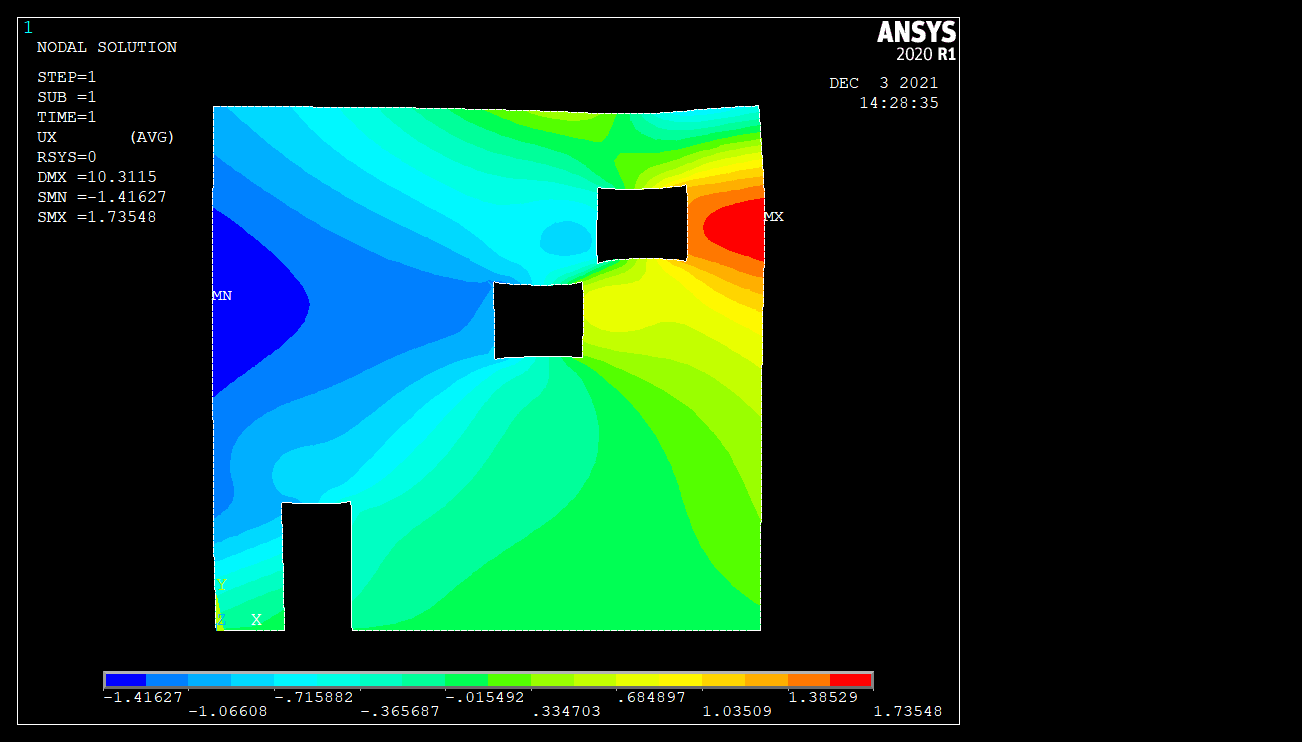 1
ANSYS
2020 R1
NODAL SOLUTION
STEP=1
SUB =1
TIME=1
UX (AVG)
RSYS=0
DMX =10.3115
SMN =-1.41627
SMX =1.73548
DEC 3 2021
14:28:35
MX
MN
Y
Z X
-1.41627 -.715882 -.015492 .684897 1.38529
-1.06608 -.365687 .334703 1.03509 1.73548